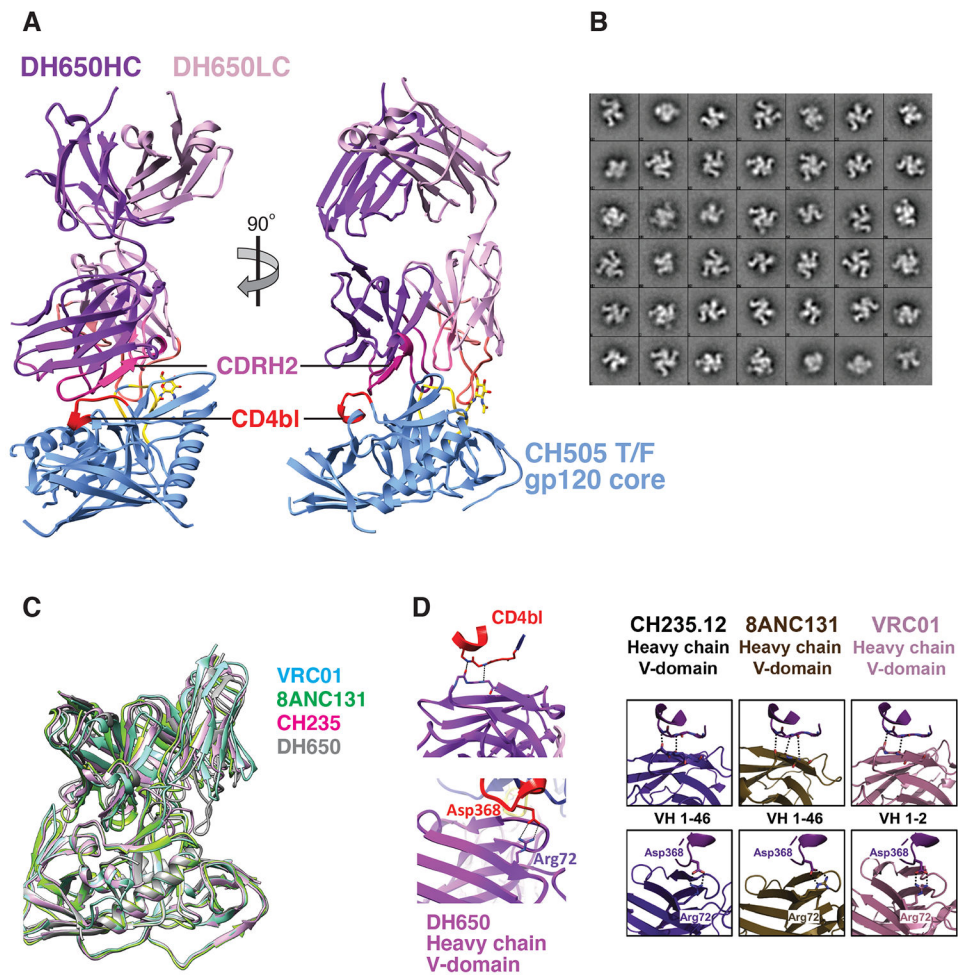 A
B
DH650HC DH650LC
90°
CDRH2
CD4bl
CH505 T/F
gp120 core
C
D
VRC01
8ANC131
CH235
DH650
CD4bl
Asp368
Arg72
DH650
Heavy chain
V-domain
CH235.12
Heavy chain
V-domain
8ANC131
Heavy chain
V-domain
VRC01
Heavy chain
V-domain
VH 1-46
VH 1-46
VH 1-2
Asp368
Asp368
Asp368
Arg72
Arg72
Arg72